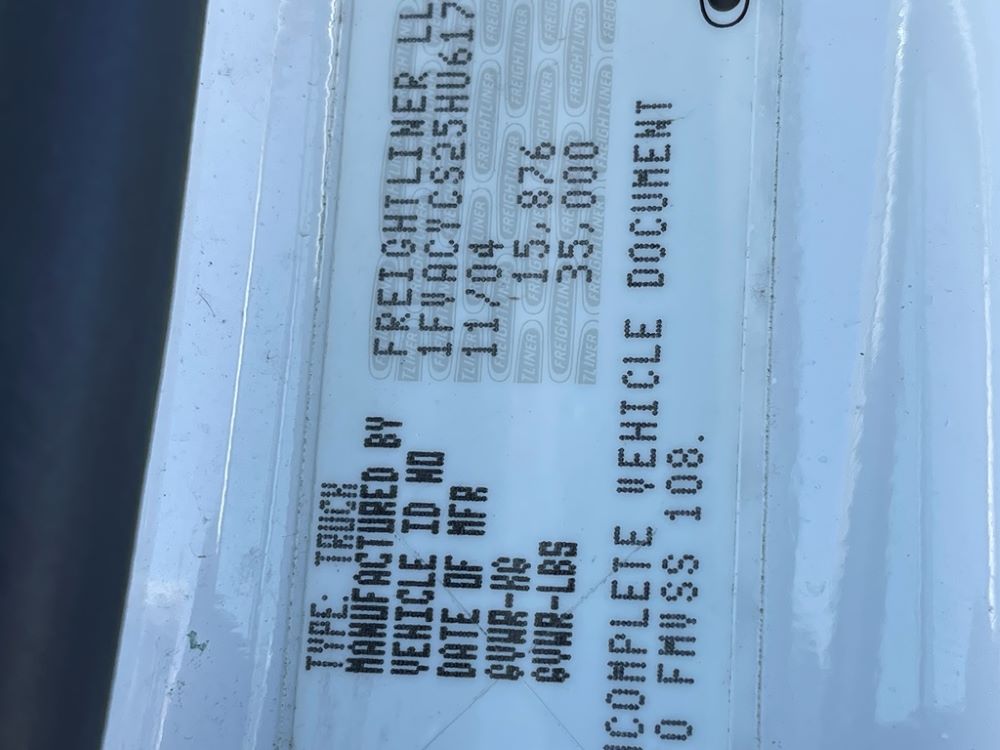 TYPE: TRUCK
MANUFACTURED BY FREIGHTLINER LL
VEHICLE ID NO 1FVACYCS25HU617
DATE OF MFR 11/04
GVWR-KG 15,876
GVWR-LBS 35,000
NCOMPLETE VEHICLE DOCUMENT
O FMVSS 108.